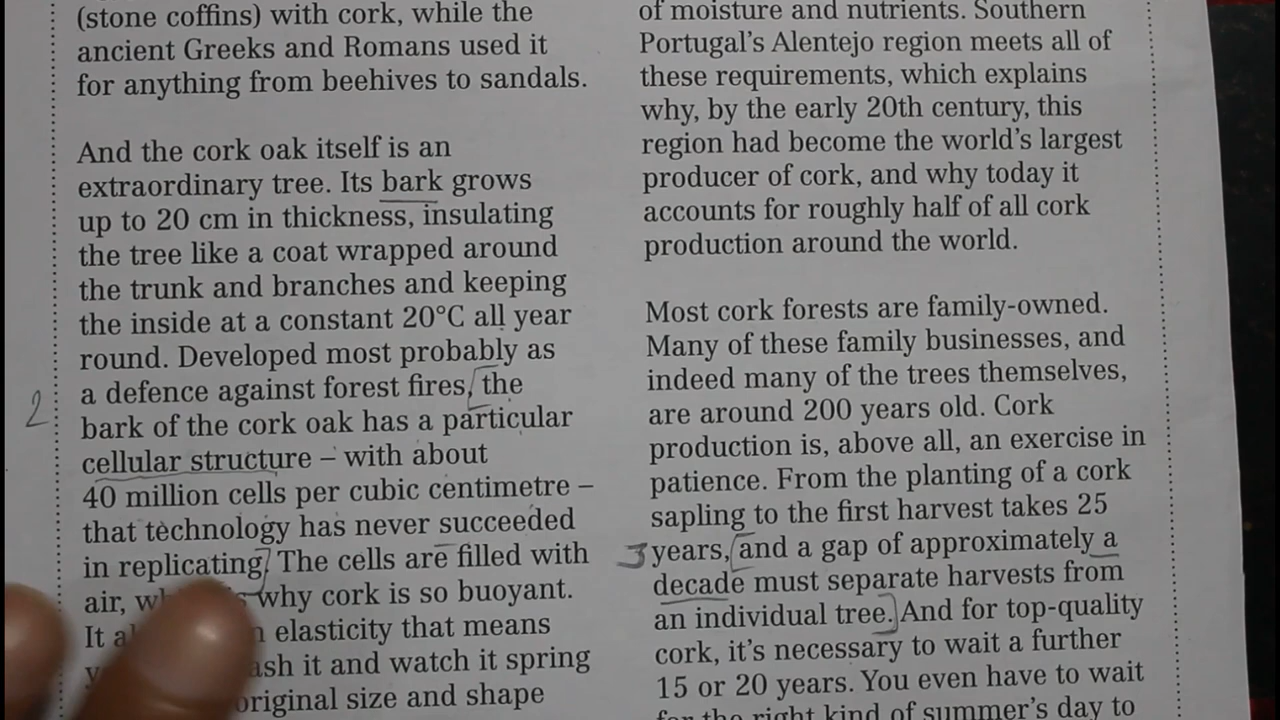 (stone coffins) with cork, while the
ancient Greeks and Romans used it
for anything from beehives to sandals.
And the cork oak itself is an
extraordinary tree. Its bark grows
up to 20 cm in thickness, insulating
the tree like a coat wrapped around
the trunk and branches and keeping
the inside at a constant 20°C all year
round. Developed most probably as
a defence against forest fires, the
2
bark of the cork oak has a particular
cellular structure – with about
40 million cells per cubic centimetre –
that technology has never succeeded
in replicating. The cells are filled with
air, why cork is so buoyant.
It elasticity that means
it and watch it spring
original size and shape
of moisture and nutrients. Southern
Portugal's Alentejo region meets all of
these requirements, which explains
why, by the early 20th century, this
region had become the world's largest
producer of cork, and why today it
accounts for roughly half of all cork
production around the world.
Most cork forests are family-owned.
Many of these family businesses, and
indeed many of the trees themselves,
are around 200 years old. Cork
production is, above all, an exercise in
patience. From the planting of a cork
sapling to the first harvest takes 25
3 years, and a gap of approximately a
decade must separate harvests from
an individual tree. And for top-quality
cork, it's necessary to wait a further
15 or 20 years. You even have to wait
for the right kind of summer's day to